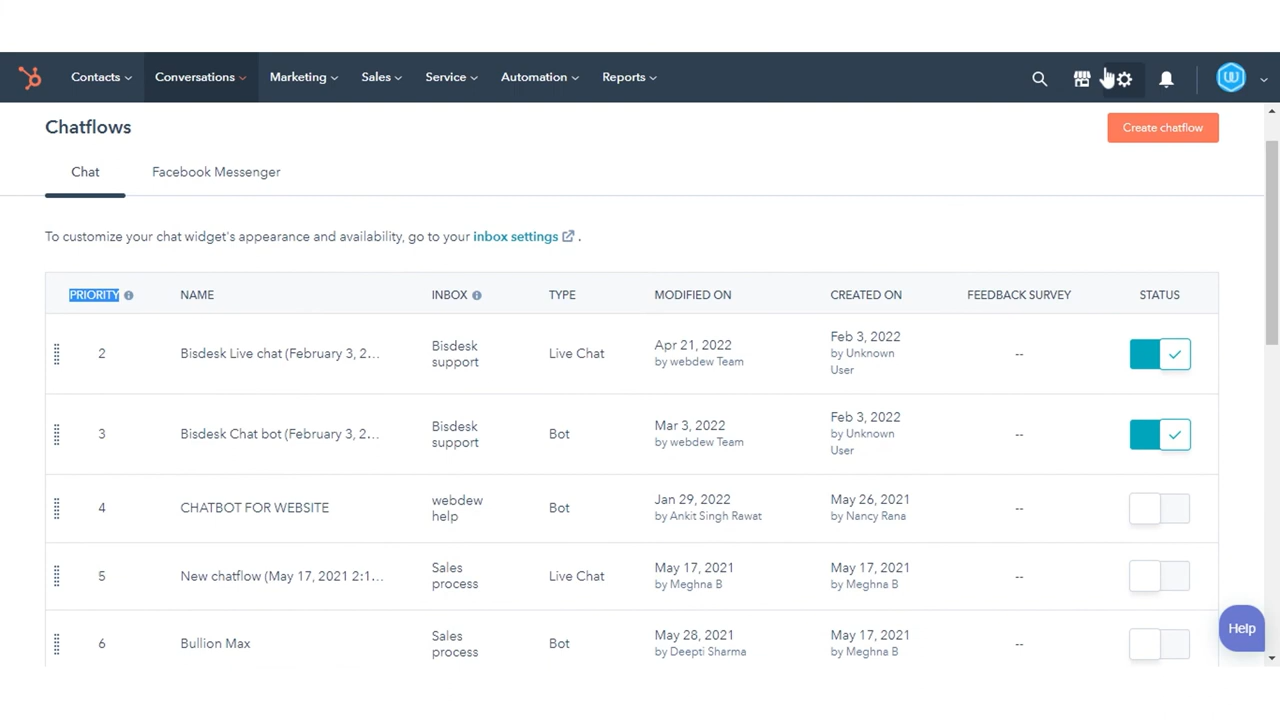 Contacts Conversations Marketing Sales Service Automation Reports
Chatflows
Create chatflow
Chat Facebook Messenger
To customize your chat widget's appearance and availability, go to your inbox settings .
PRIORITY NAME INBOX TYPE MODIFIED ON CREATED ON FEEDBACK SURVEY STATUS
2 Bisdesk Live chat (February 3, 2... Bisdesk support Live Chat Apr 21, 2022 by webdew Team Feb 3, 2022 by Unknown User --
3 Bisdesk Chat bot (February 3, 2... Bisdesk support Bot Mar 3, 2022 by webdew Team Feb 3, 2022 by Unknown User --
4 CHATBOT FOR WEBSITE webdew help Bot Jan 29, 2022 by Ankit Singh Rawat May 26, 2021 by Nancy Rana --
5 New chatflow (May 17, 2021 2:1... Sales process Live Chat May 17, 2021 by Meghna B May 17, 2021 by Meghna B --
6 Bullion Max Sales process Bot May 28, 2021 by Deepti Sharma May 17, 2021 by Meghna B --
Help